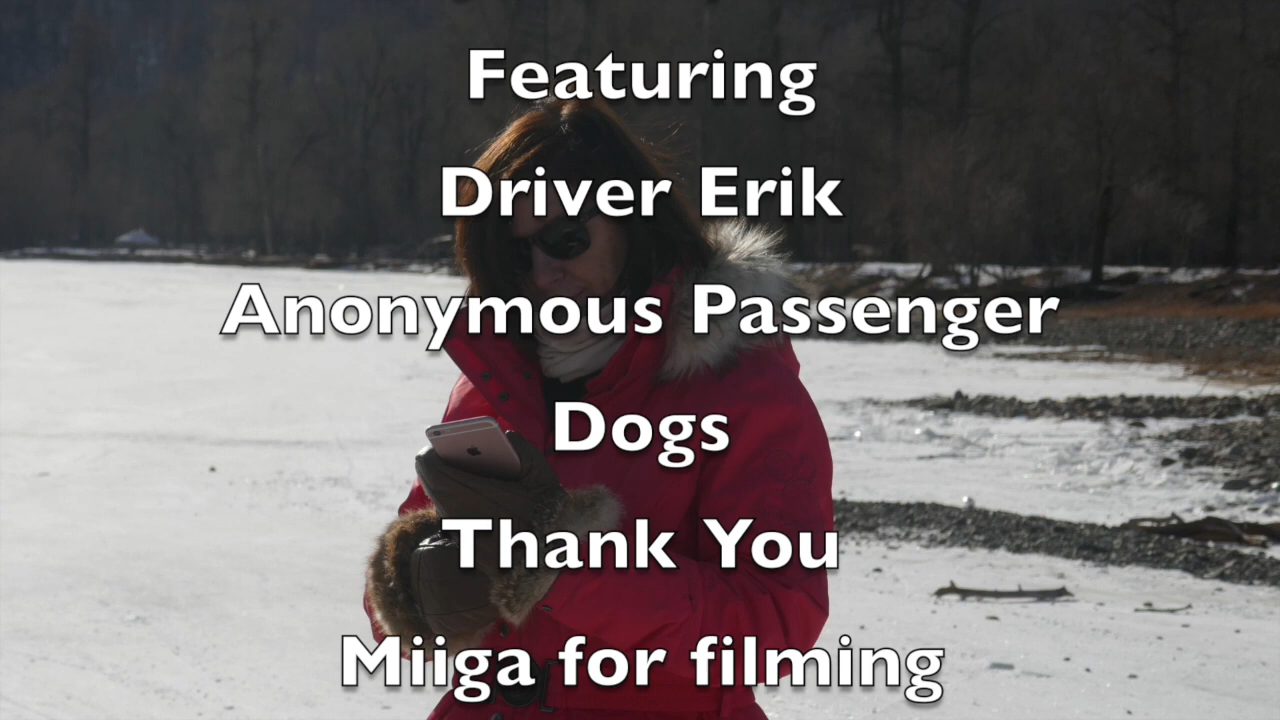 Featuring
Driver Erik
Anonymous Passenger
Dogs
Thank You
Miiga for filming